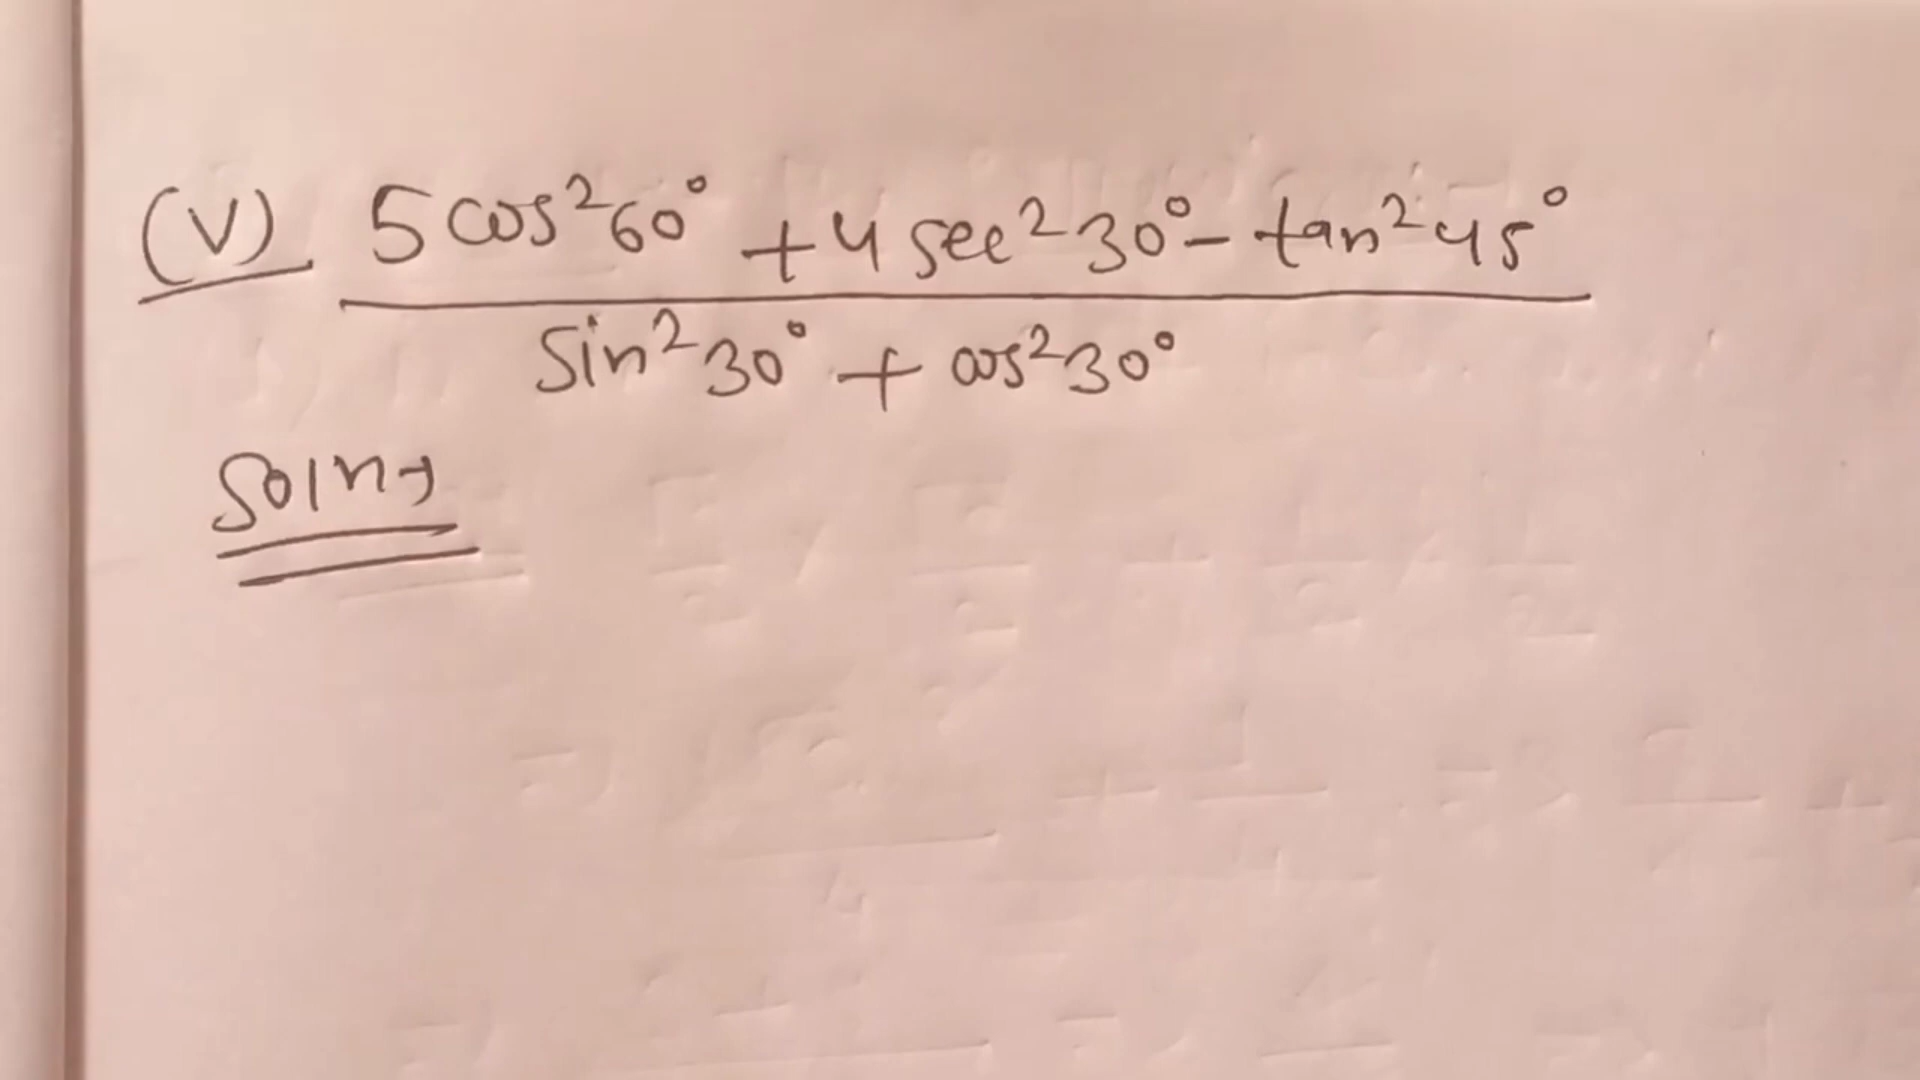 (V) 5 cos²60° + 4 sec²30° - tan²45°
sin²30° + cos²30°
Soln→